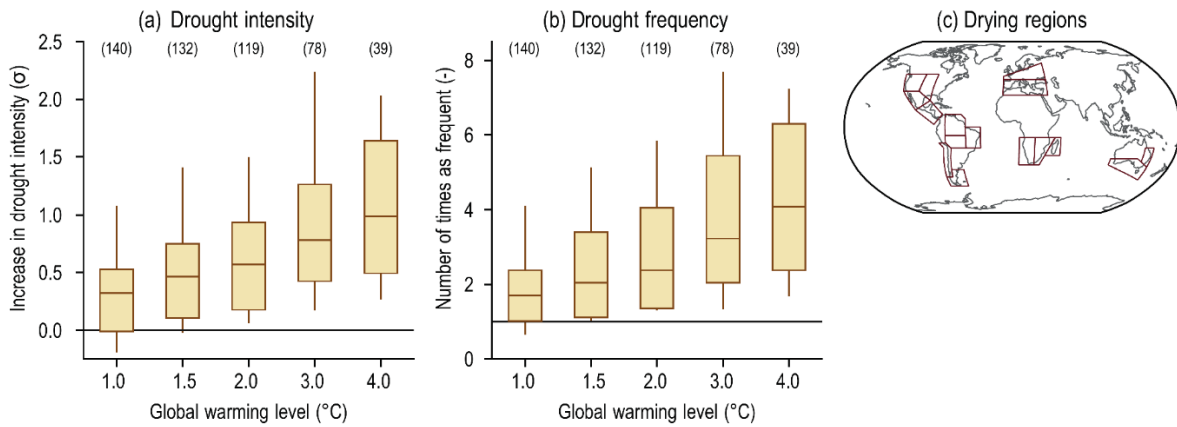 (a) Drought intensity
(140) (132) (119) (78) (39)
2.5
2.0
1.5
1.0
0.5
0.0
Increase in drought intensity (σ)
1.0 1.5 2.0 3.0 4.0
Global warming level (°C)
(b) Drought frequency
(140) (132) (119) (78) (39)
8
6
4
2
0
Number of times as frequent (-)
1.0 1.5 2.0 3.0 4.0
Global warming level (°C)
(c) Drying regions